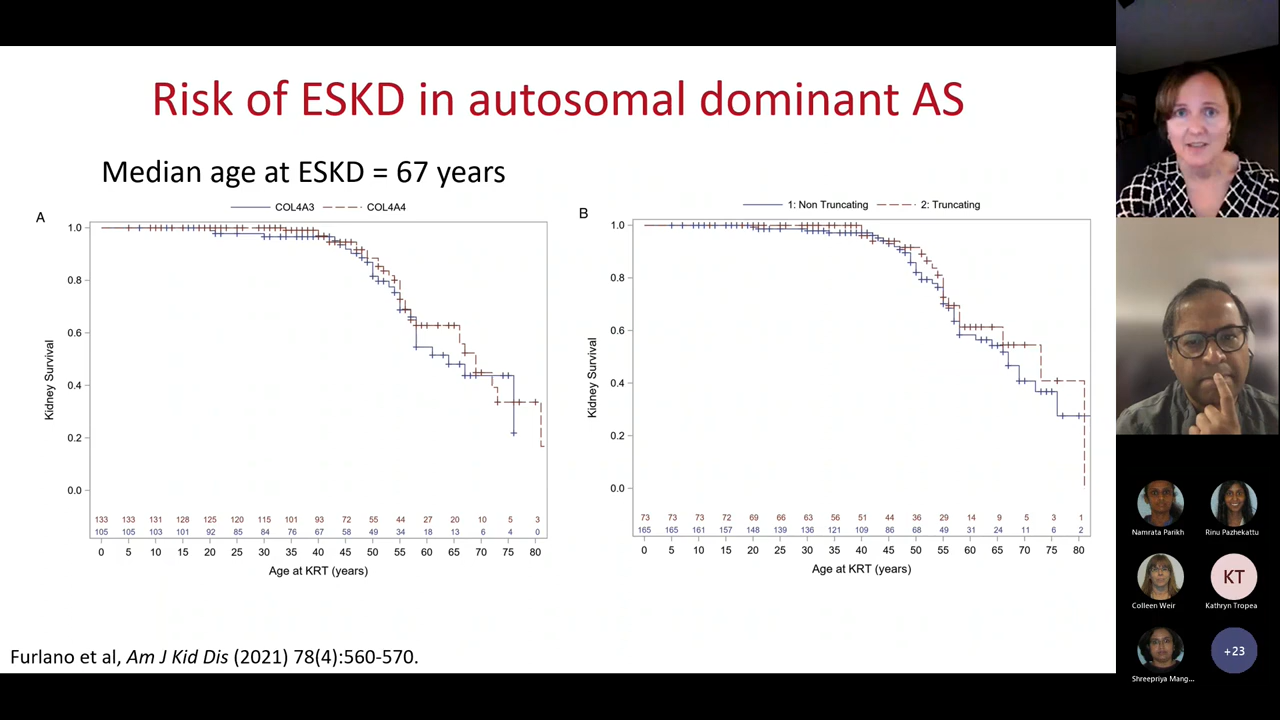 Risk of ESKD in autosomal dominant AS
Median age at ESKD = 67 years
A
COL4A3 COL4A4
Kidney Survival
1.0
0.8
0.6
0.4
0.2
0.0
133 133 131 128 125 120 115 101 93 72 55 44 27 20 10 5 3
105 105 103 101 92 85 84 76 67 58 49 34 18 13 6 4 0
0 5 10 15 20 25 30 35 40 45 50 55 60 65 70 75 80
Age at KRT (years)
B
1: Non Truncating 2: Truncating
Kidney Survival
1.0
0.8
0.6
0.4
0.2
0.0
73 73 73 72 69 66 63 56 51 44 36 29 14 9 5 3 1
165 165 161 157 148 139 136 121 109 86 68 49 31 24 11 6 2
0 5 10 15 20 25 30 35 40 45 50 55 60 65 70 75 80
Age at KRT (years)
Furlano et al, Am J Kid Dis (2021) 78(4):560-570.
Namrata Parikh
Rinu Pazhekattu
Colleen Weir
KT
Kathryn Tropea
Shreepriya Mang...
+23